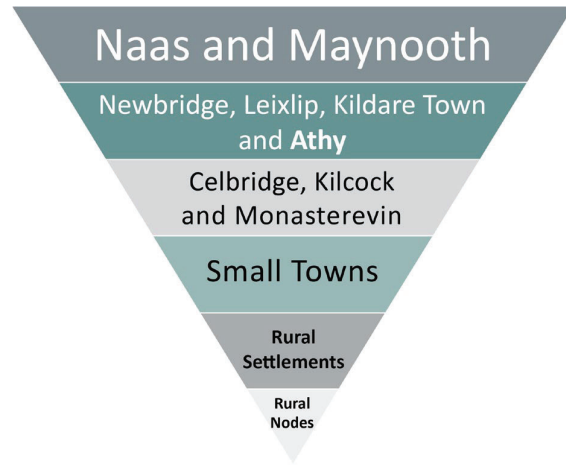 Naas and Maynooth
Newbridge, Leixlip, Kildare Town
and Athy
Celbridge, Kilcock
and Monasterevin
Small Towns
Rural
Settlements
Rural
Nodes